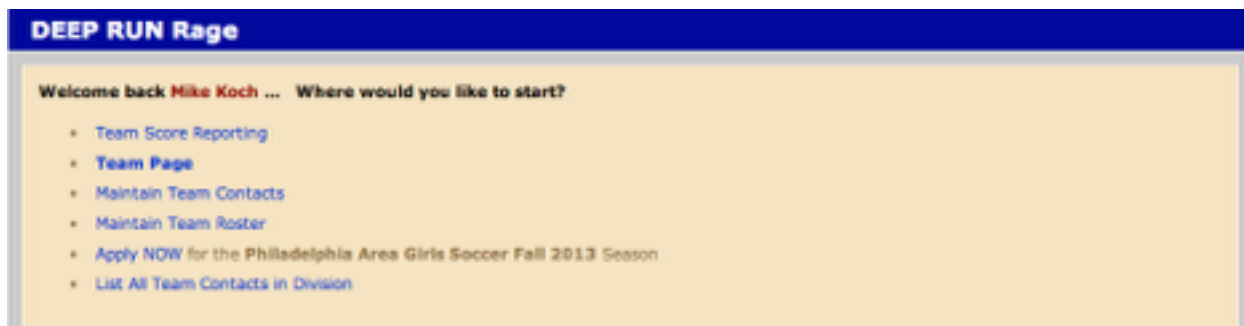 DEEP RUN Rage
Welcome back Mike Koch ... Where would you like to start?
Team Score Reporting
Team Page
Maintain Team Contacts
Maintain Team Roster
Apply NOW for the Philadelphia Area Girls Soccer Fall 2013 Season
List All Team Contacts in Division